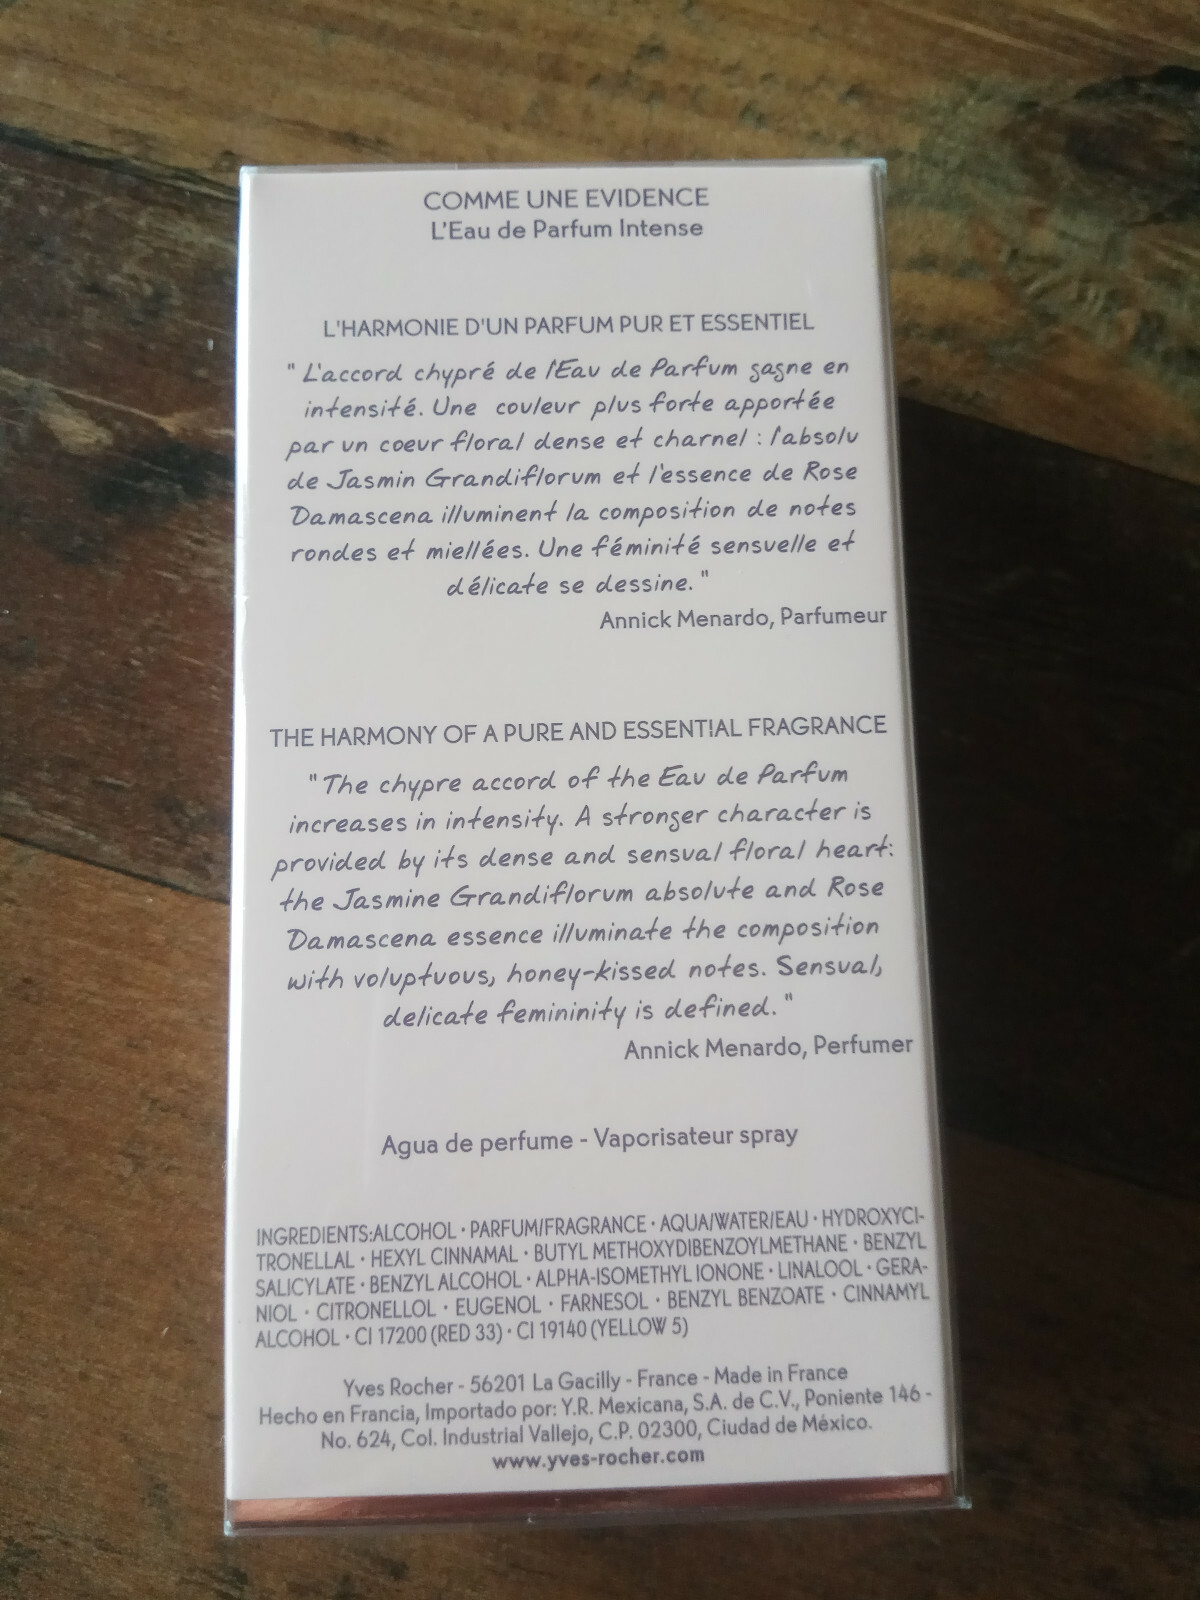 COMME UNE EVIDENCE
L'Eau de Parfum Intense
L'HARMONIE D'UN PARFUM PUR ET ESSENTIEL
" L'accord chypré de l'Eau de Parfum gagne en
intensité. Une couleur plus forte apportée
par un coeur floral dense et charnel : l'absolu
de Jasmin Grandiflorum et l'essence de Rose
Damascena illuminent la composition de notes
rondes et miellées. Une féminité sensuelle et
délicate se dessine. "
Annick Menardo, Parfumeur
THE HARMONY OF A PURE AND ESSENTIAL FRAGRANCE
" The chypre accord of the Eau de Parfum
increases in intensity. A stronger character is
provided by its dense and sensual floral heart:
the Jasmine Grandiflorum absolute and Rose
Damascena essence illuminate the composition
with voluptuous, honey-kissed notes. Sensual,
delicate femininity is defined. "
Annick Menardo, Perfumer
Agua de perfume - Vaporisateur spray
INGREDIENTS:ALCOHOL · PARFUM/FRAGRANCE · AQUA/WATER/EAU · HYDROXYCI-
TRONELLAL · HEXYL CINNAMAL · BUTYL METHOXYDIBENZOYLMETHANE · BENZYL
SALICYLATE · BENZYL ALCOHOL · ALPHA-ISOMETHYL IONONE · LINALOOL · GERA-
NIOL · CITRONELLOL · EUGENOL · FARNESOL · BENZYL BENZOATE · CINNAMYL
ALCOHOL · CI 17200 (RED 33) · CI 19140 (YELLOW 5)
Yves Rocher - 56201 La Gacilly - France - Made in France
Hecho en Francia, Importado por: Y.R. Mexicana, S.A. de C.V., Poniente 146 -
No. 624, Col. Industrial Vallejo, C.P. 02300, Ciudad de México.
www.yves-rocher.com